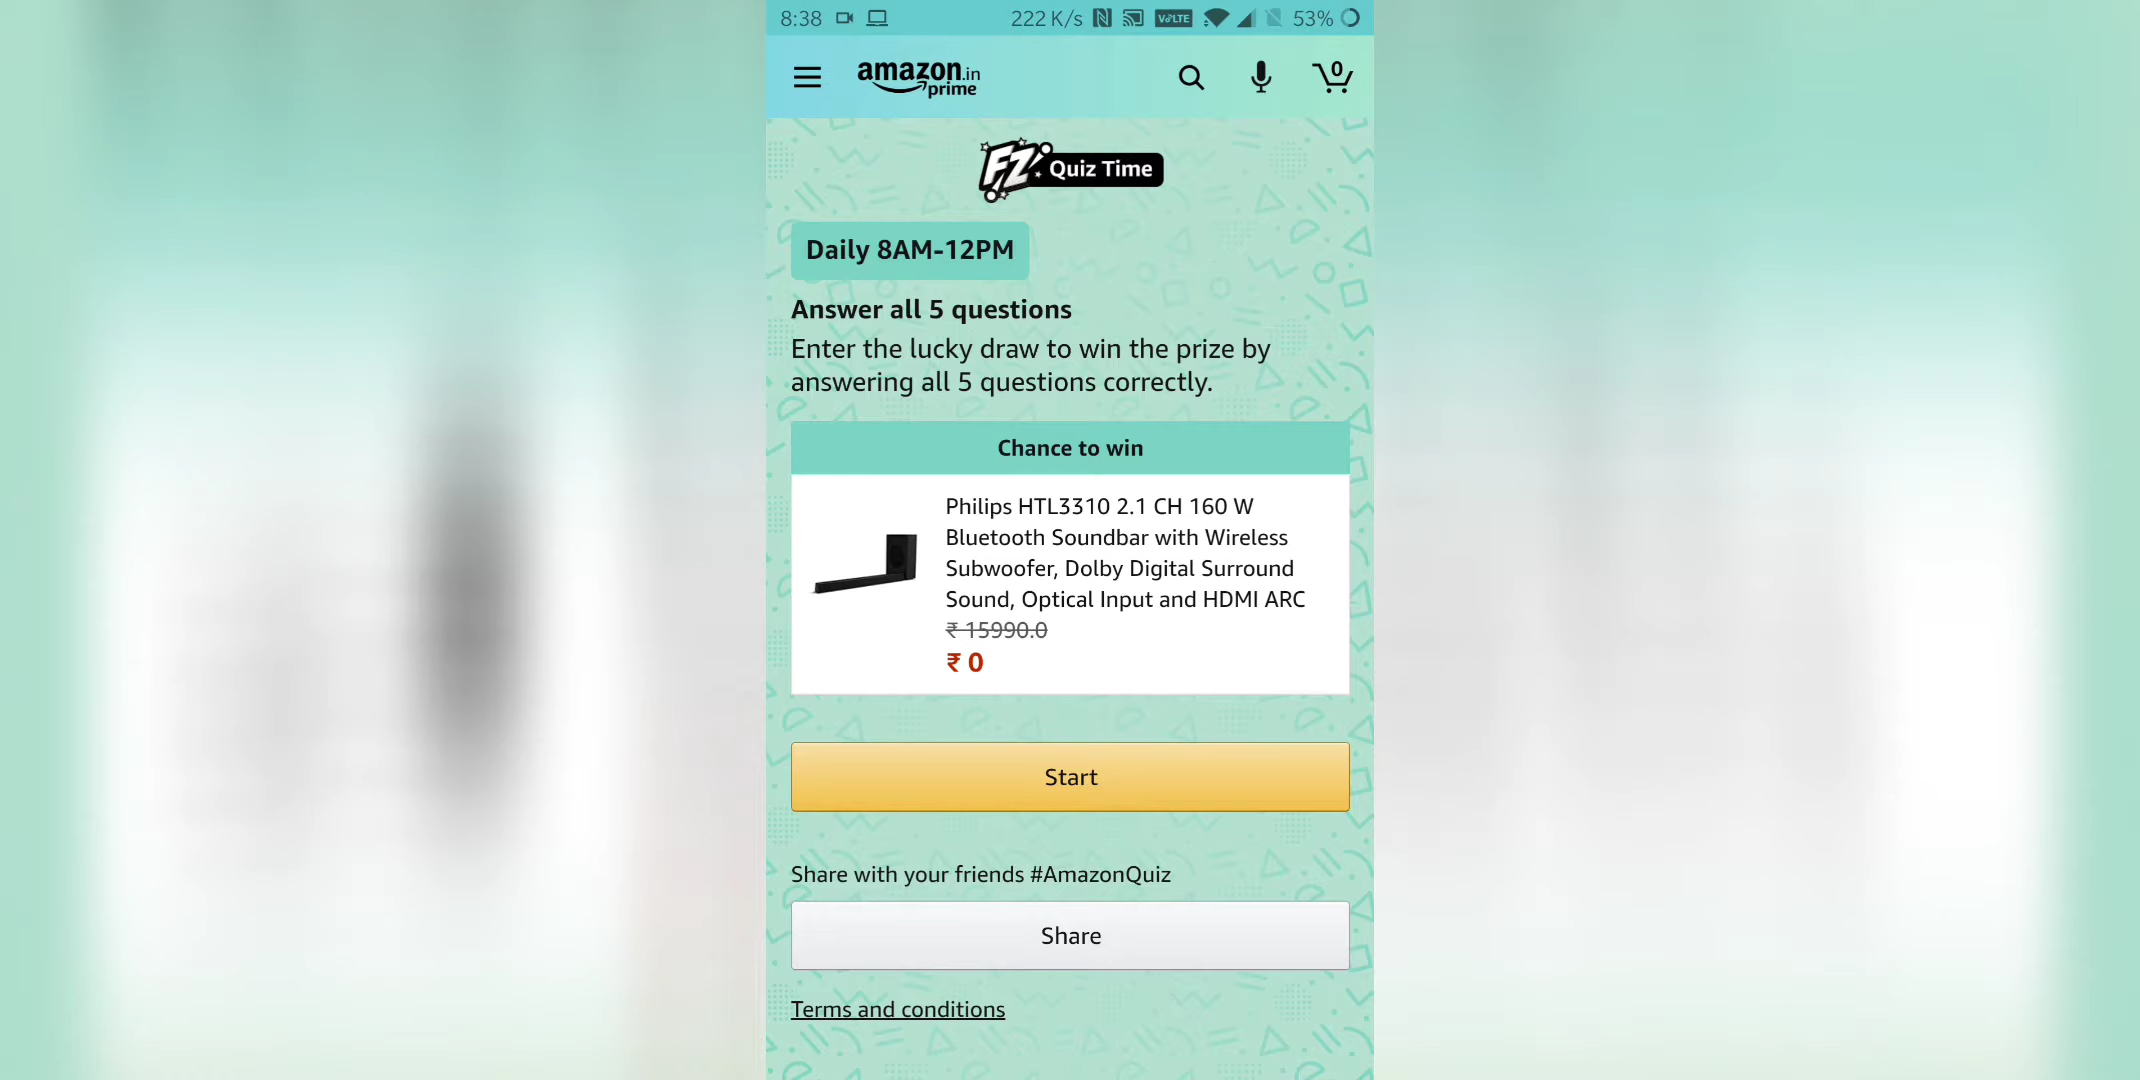 8:38 222 K/s VoLTE 53%
amazon.in
prime
0
FZ Quiz Time
Daily 8AM-12PM
Answer all 5 questions
Enter the lucky draw to win the prize by
answering all 5 questions correctly.
Chance to win
Philips HTL3310 2.1 CH 160 W
Bluetooth Soundbar with Wireless
Subwoofer, Dolby Digital Surround
Sound, Optical Input and HDMI ARC
₹ 15990.0
₹ 0
Start
Share with your friends #AmazonQuiz
Share
Terms and conditions